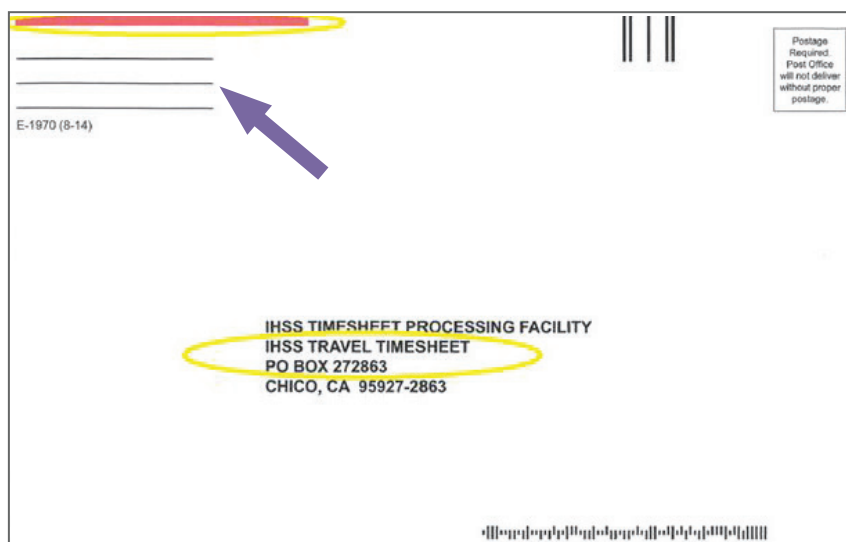 Postage
Required.
Post Office
will not deliver
without proper
postage.
E-1970 (8-14)
IHSS TIMESHEET PROCESSING FACILITY
IHSS TRAVEL TIMESHEET
PO BOX 272863
CHICO, CA 95927-2863